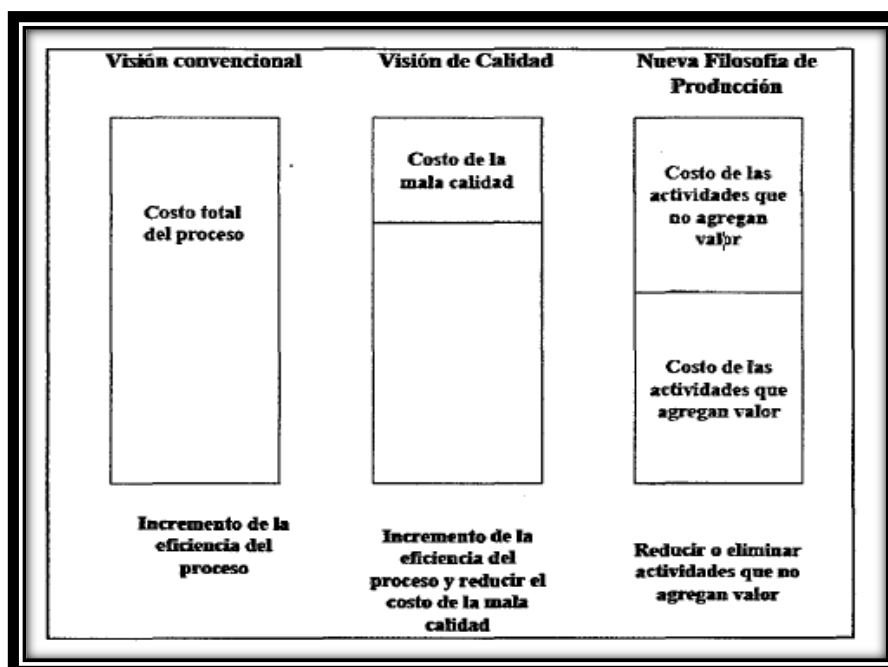 Visión convencional
Visión de Calidad
Nueva Filosofía de
Producción
Costo total
del proceso
Costo de la
mala calidad
Costo de las
actividades que
no agregan
valor
Costo de las
actividades que
agregan valor
Incremento de la
eficiencia del
proceso
Incremento de la
eficiencia del
proceso y reducir el
costo de la mala
calidad
Reducir o eliminar
actividades que no
agregan valor